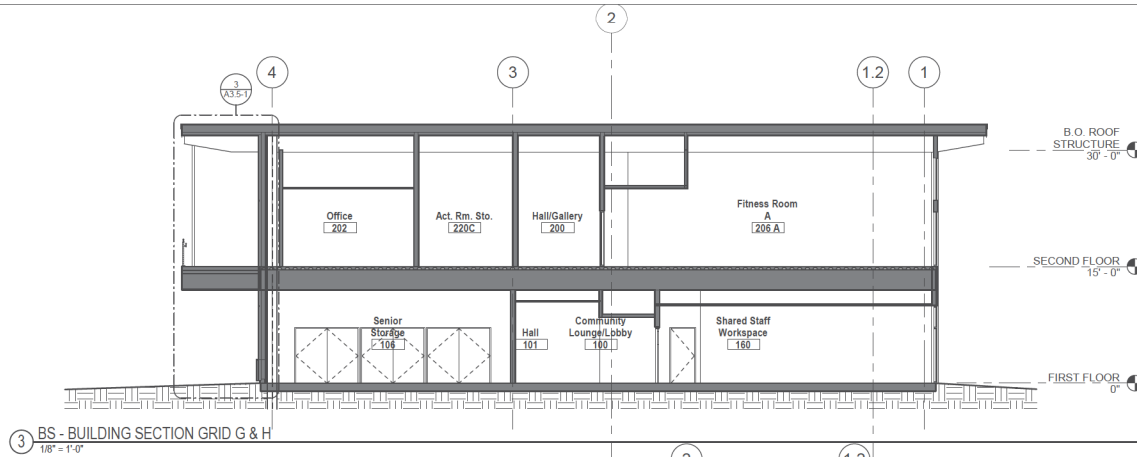 2
4
3
1.2
1
3
A3.5-1
B.O. ROOF
STRUCTURE
30' - 0"
Office
202
Act. Rm. Sto.
220C
Hall/Gallery
200
Fitness Room
A
206 A
SECOND FLOOR
15' - 0"
Senior
Storage
106
Hall
101
Community
Lounge/Lobby
100
Shared Staff
Workspace
160
FIRST FLOOR
0"
3
BS - BUILDING SECTION GRID G & H
1/8" = 1'-0"